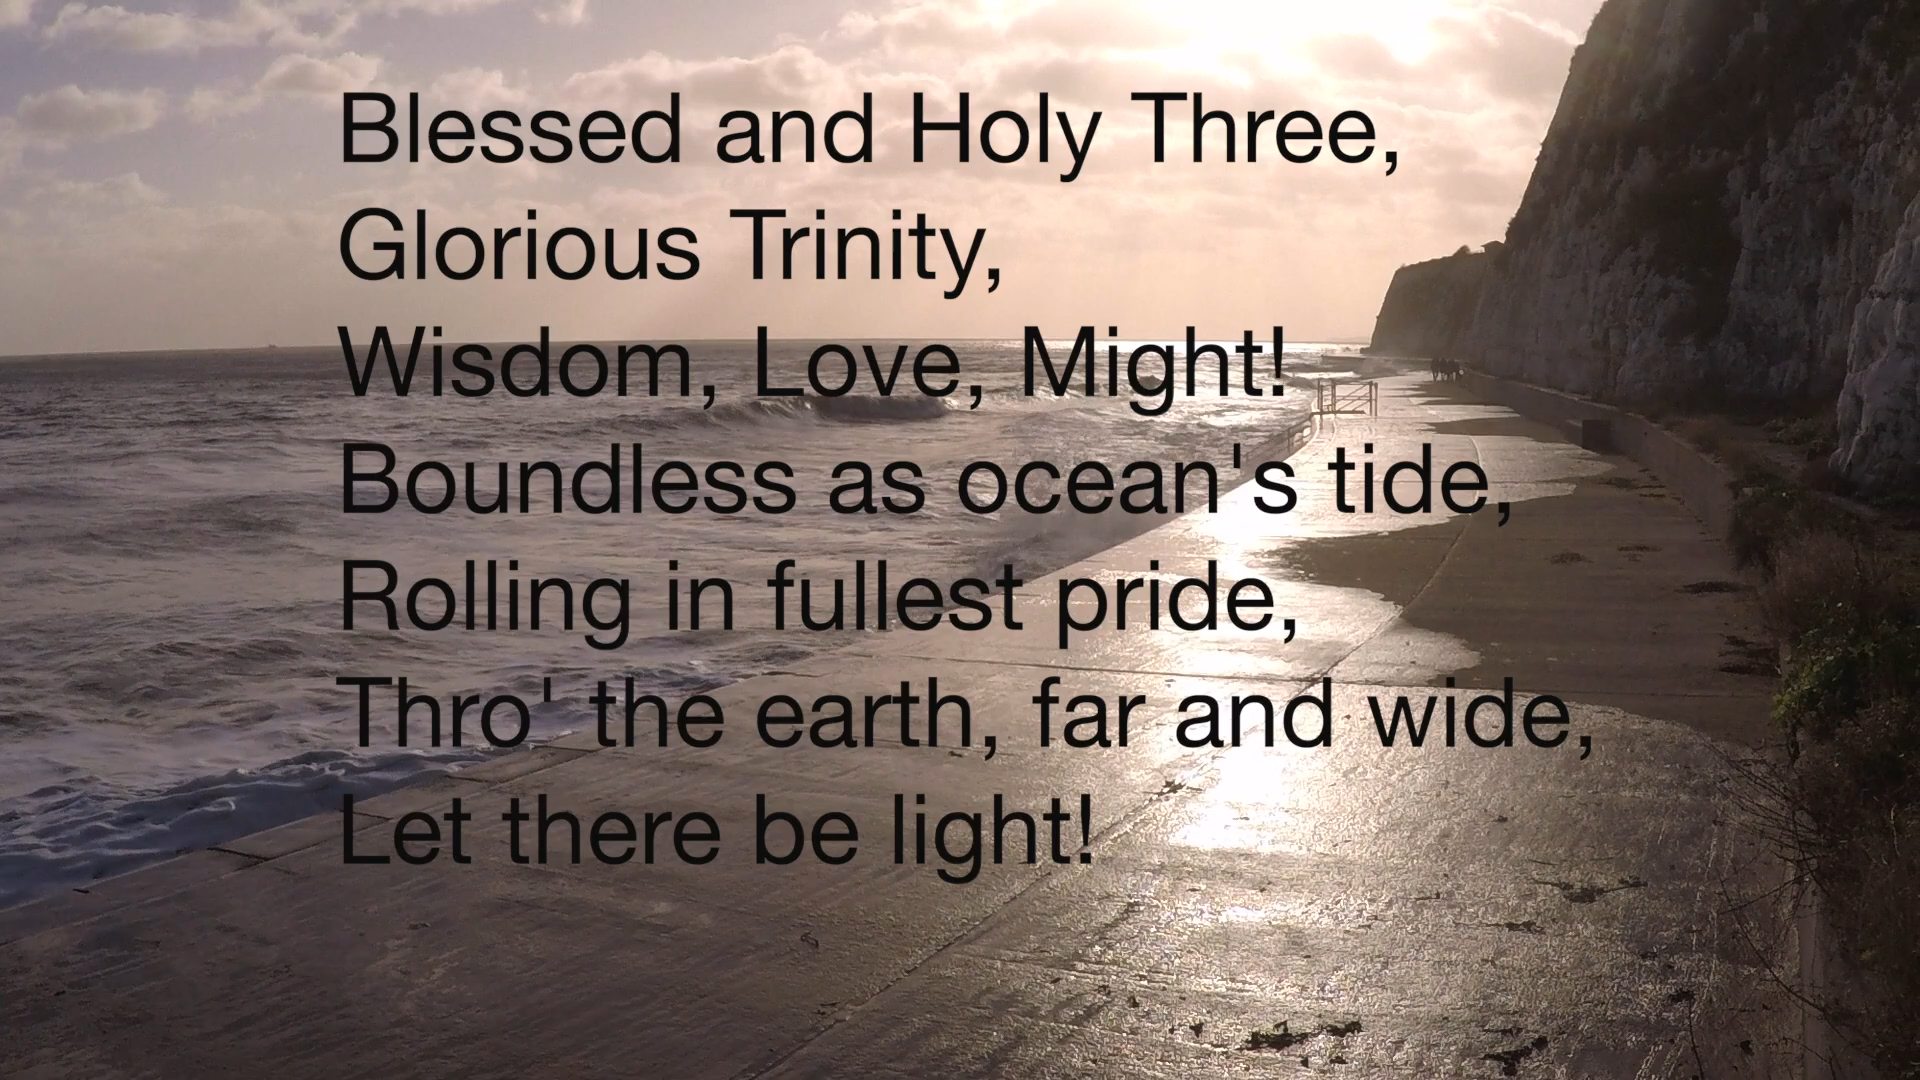 Blessed and Holy Three,
Glorious Trinity,
Wisdom, Love, Might!
Boundless as ocean's tide,
Rolling in fullest pride,
Thro' the earth, far and wide,
Let there be light!